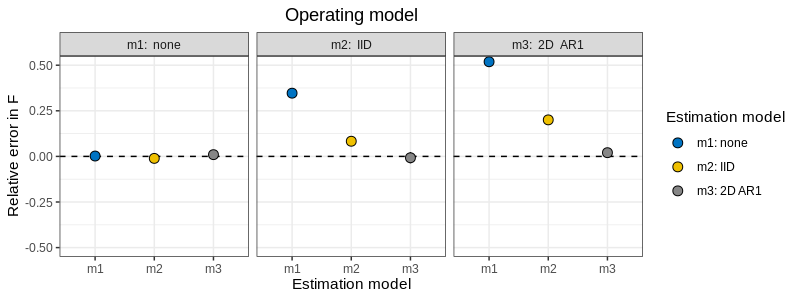 Operating model
m1: none
m2: IID
m3: 2D AR1
Relative error in F
0.50
0.25
0.00
-0.25
-0.50
m1 m2 m3
m1 m2 m3
m1 m2 m3
Estimation model
Estimation model
m1: none
m2: IID
m3: 2D AR1